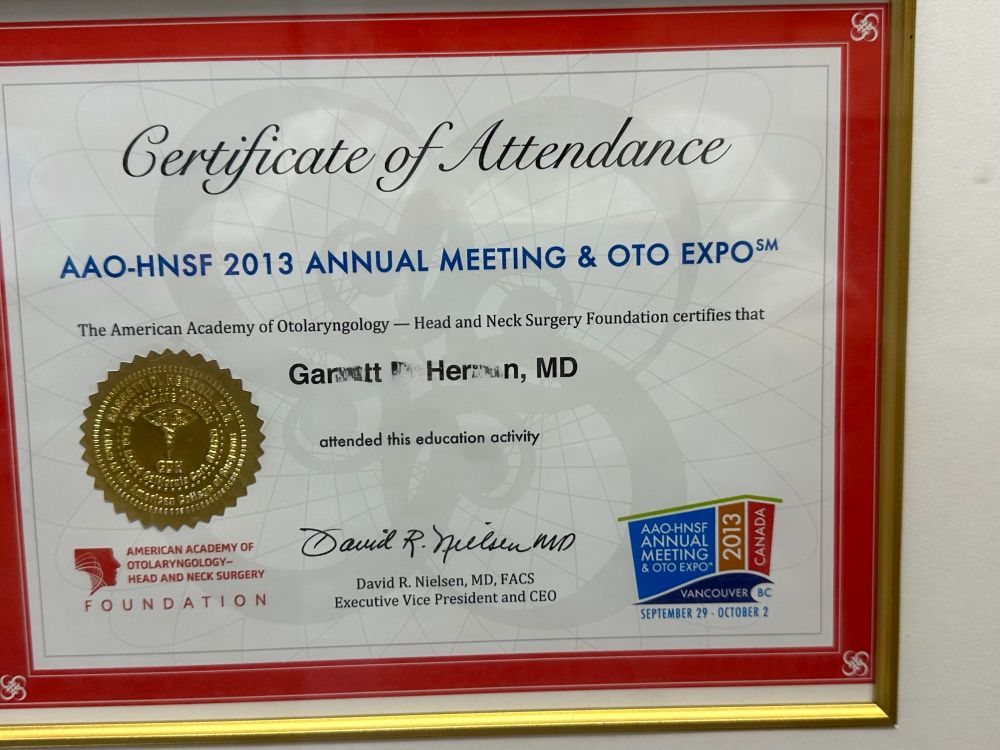 Certificate of Attendance
AAO-HNSF 2013 ANNUAL MEETING & OTO EXPO℠
The American Academy of Otolaryngology — Head and Neck Surgery Foundation certifies that
MD
attended this education activity
David R. Nielsen MD
David R. Nielsen, MD, FACS
Executive Vice President and CEO
AMERICAN ACADEMY OF
OTOLARYNGOLOGY–
HEAD AND NECK SURGERY
FOUNDATION
AAO-HNSF
ANNUAL
MEETING
& OTO EXPO℠
2013
CANADA
VANCOUVER BC
SEPTEMBER 29 - OCTOBER 2